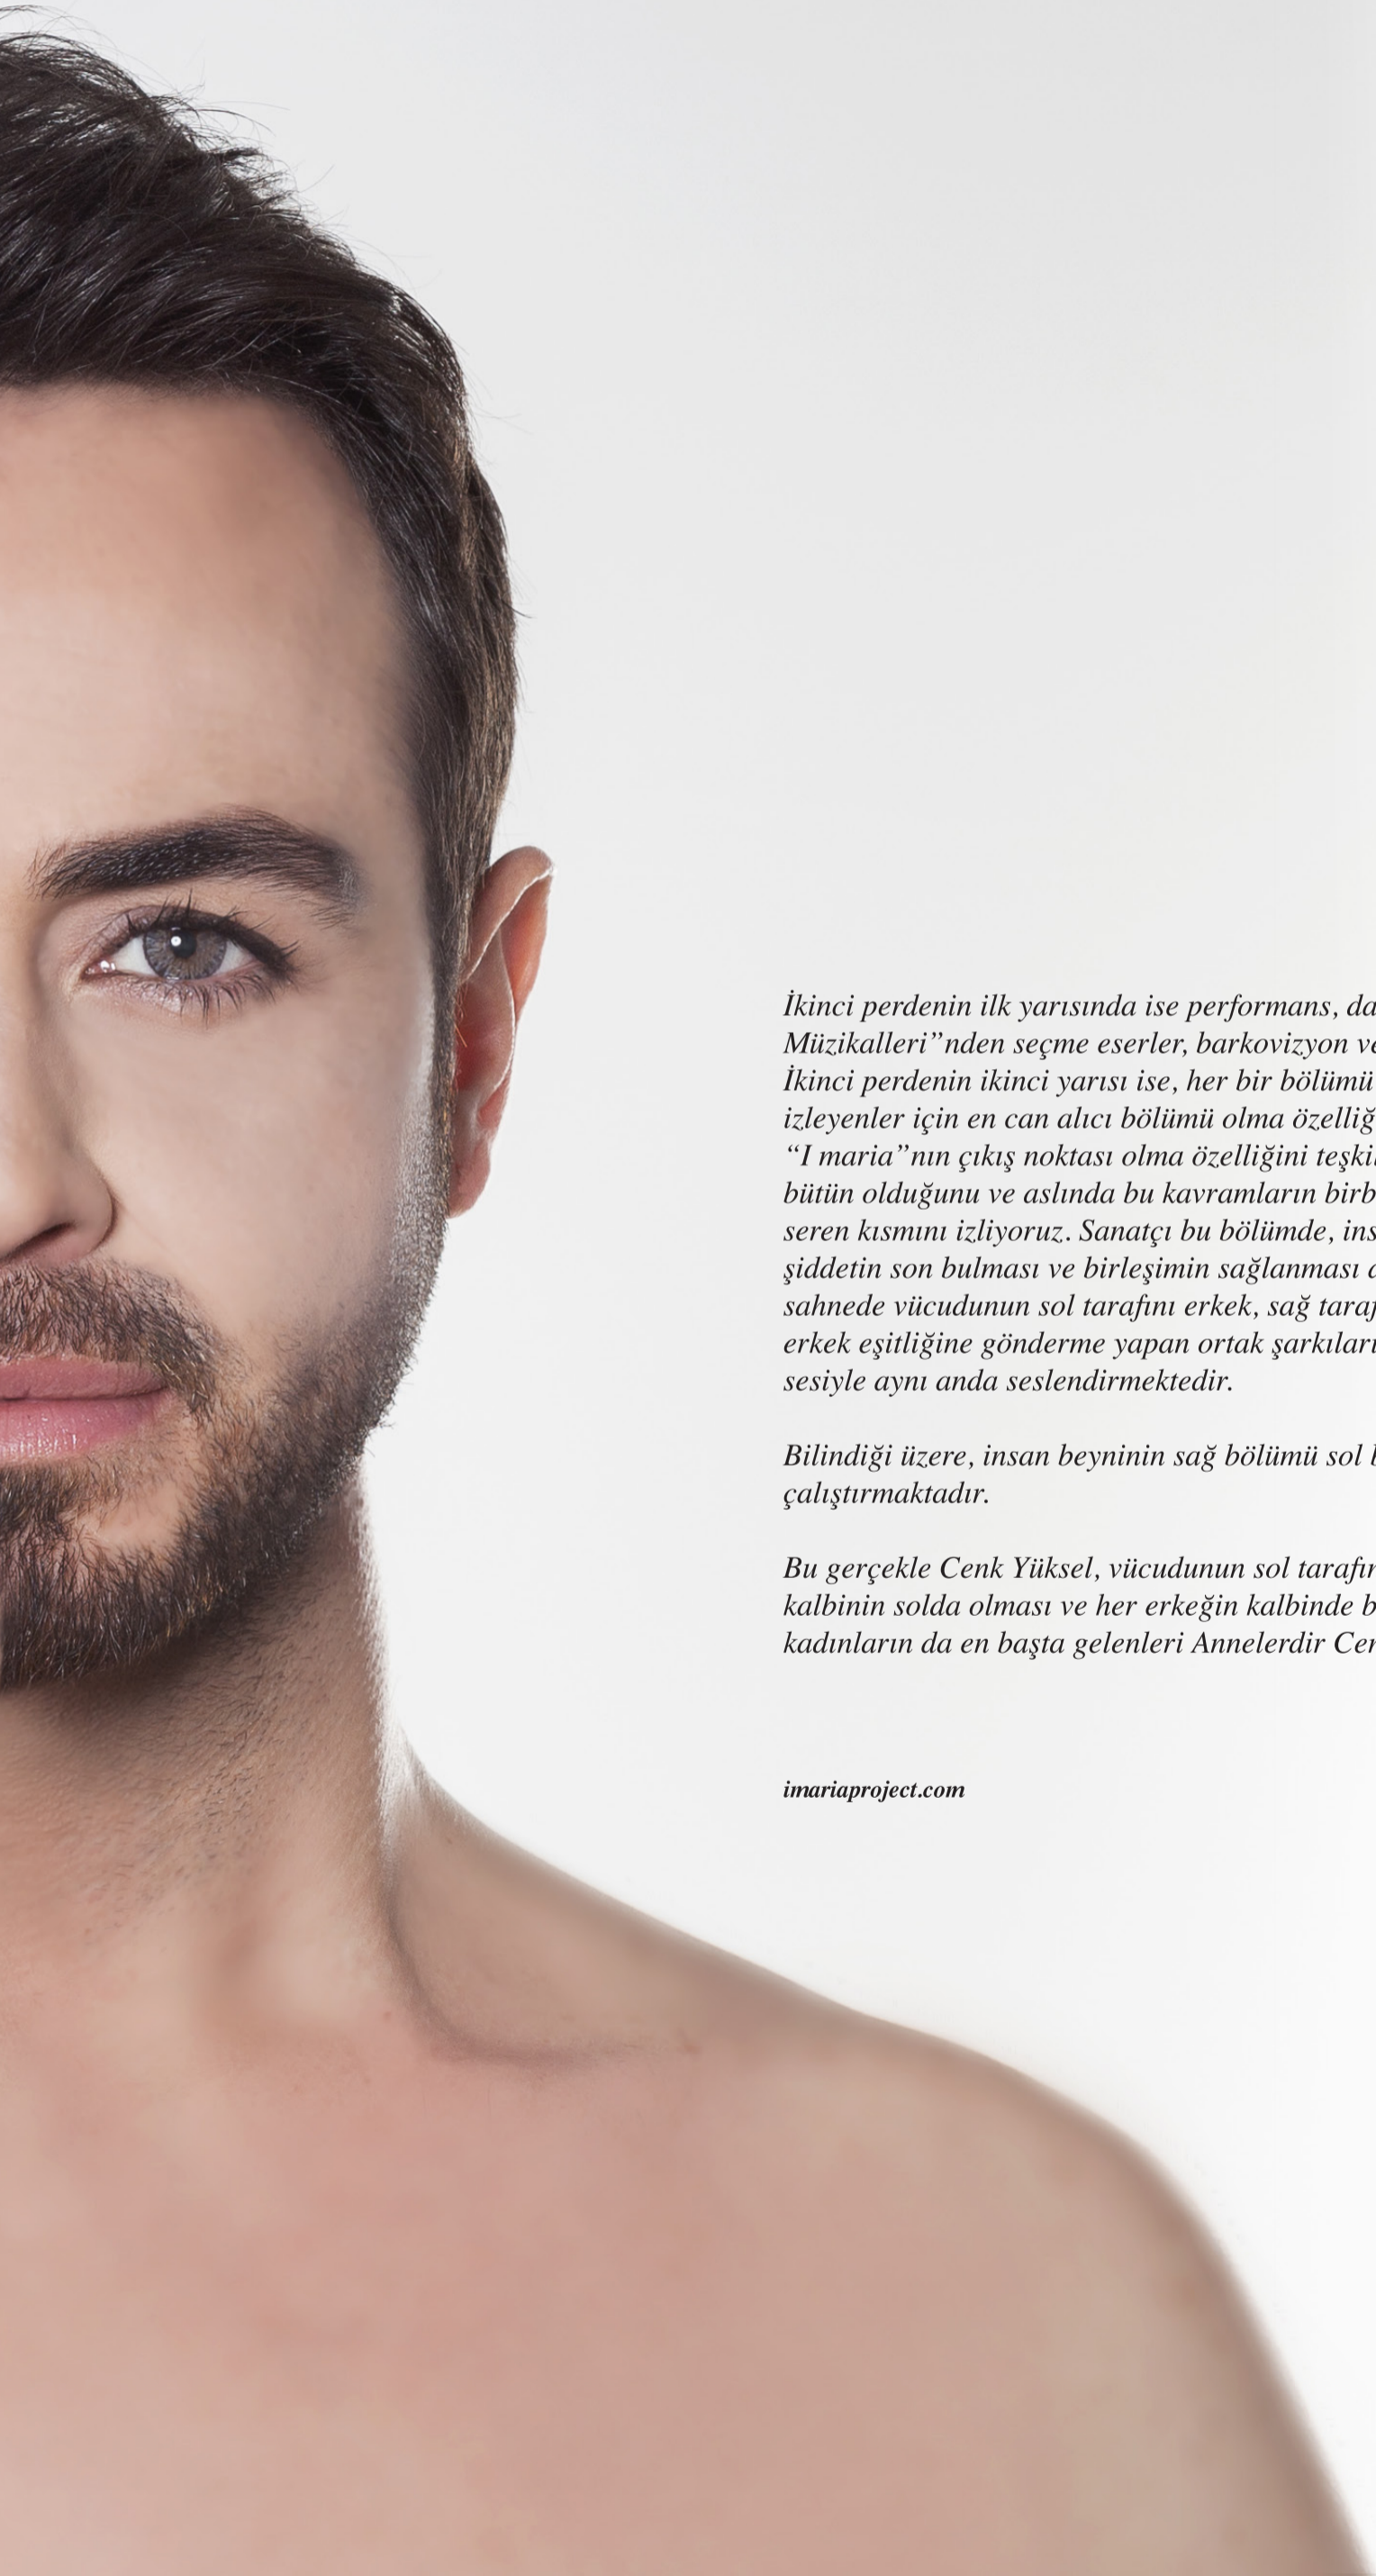 İkinci perdenin ilk yarısında ise performans, da
Müzikalleri”nden seçme eserler, barkovizyon ve
İkinci perdenin ikinci yarısı ise, her bir bölümü
izleyenler için en can alıcı bölümü olma özelliğ
“I maria”nın çıkış noktası olma özelliğini teşkil
bütün olduğunu ve aslında bu kavramların birb
seren kısmını izliyoruz. Sanatçı bu bölümde, ins
şiddetin son bulması ve birleşimin sağlanması
sahnede vücudunun sol tarafını erkek, sağ taraf
erkek eşitliğine gönderme yapan ortak şarkıları
sesiyle aynı anda seslendirmektedir.
Bilindiği üzere, insan beyninin sağ bölümü sol b
çalıştırmaktadır.
Bu gerçekle Cenk Yüksel, vücudunun sol tarafın
kalbinin solda olması ve her erkeğin kalbinde b
kadınların da en başta gelenleri Annelerdir Cen
imariaproject.com